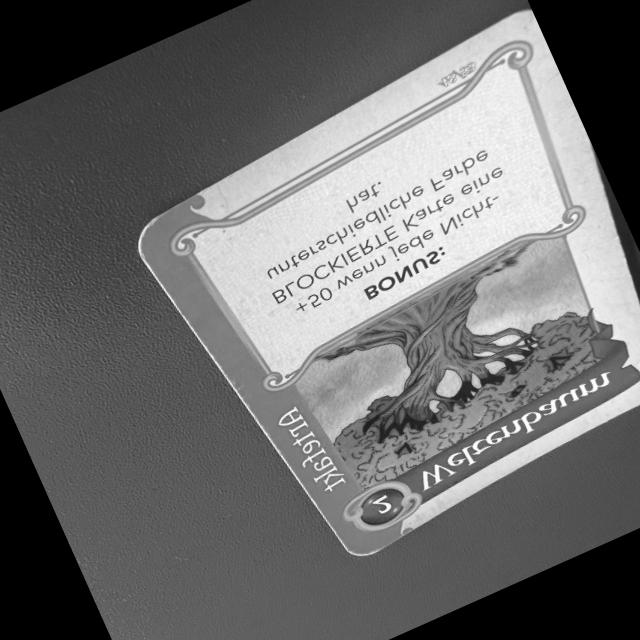 2
Weltenbaum
Artefakt
BONUS:
+50 wenn jede Nicht-
BLOCKIERTE Karte eine
unterschiedliche Farbe
hat.